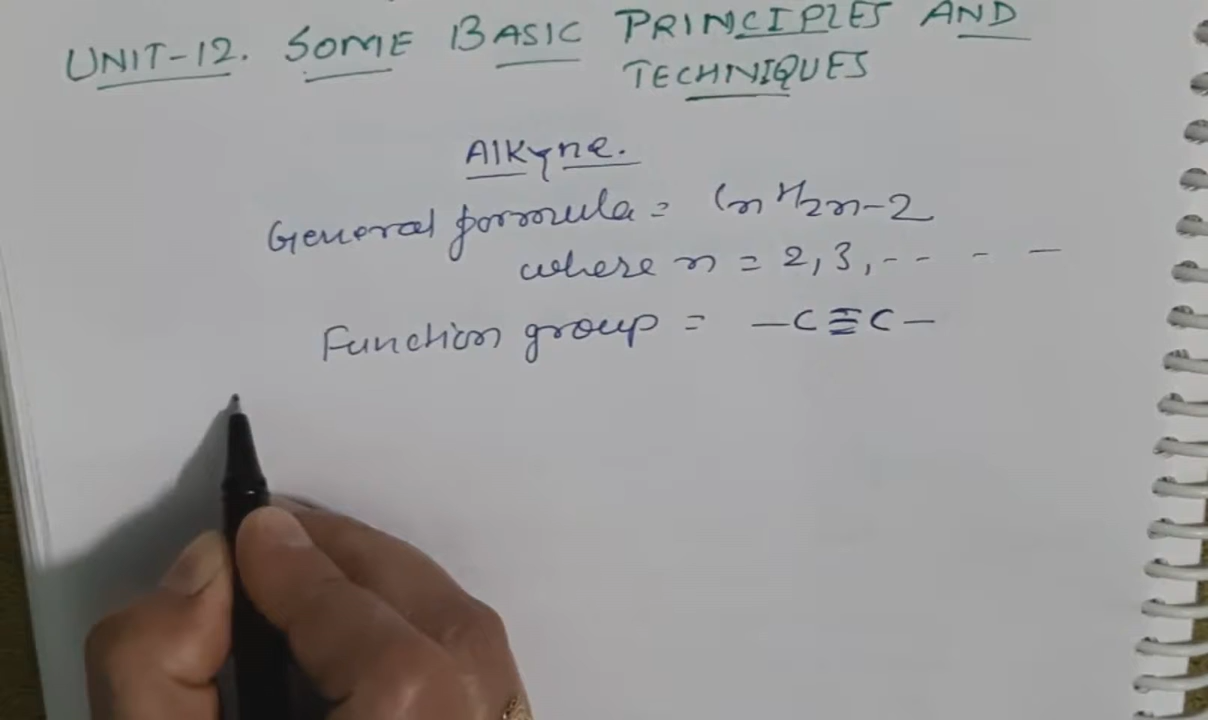 UNIT-12. SOME BASIC PRINCIPLES AND
TECHNIQUES
Alkyne.
General formula = CnH2n-2
where n = 2,3,-- - -
Function group = -C≡C-